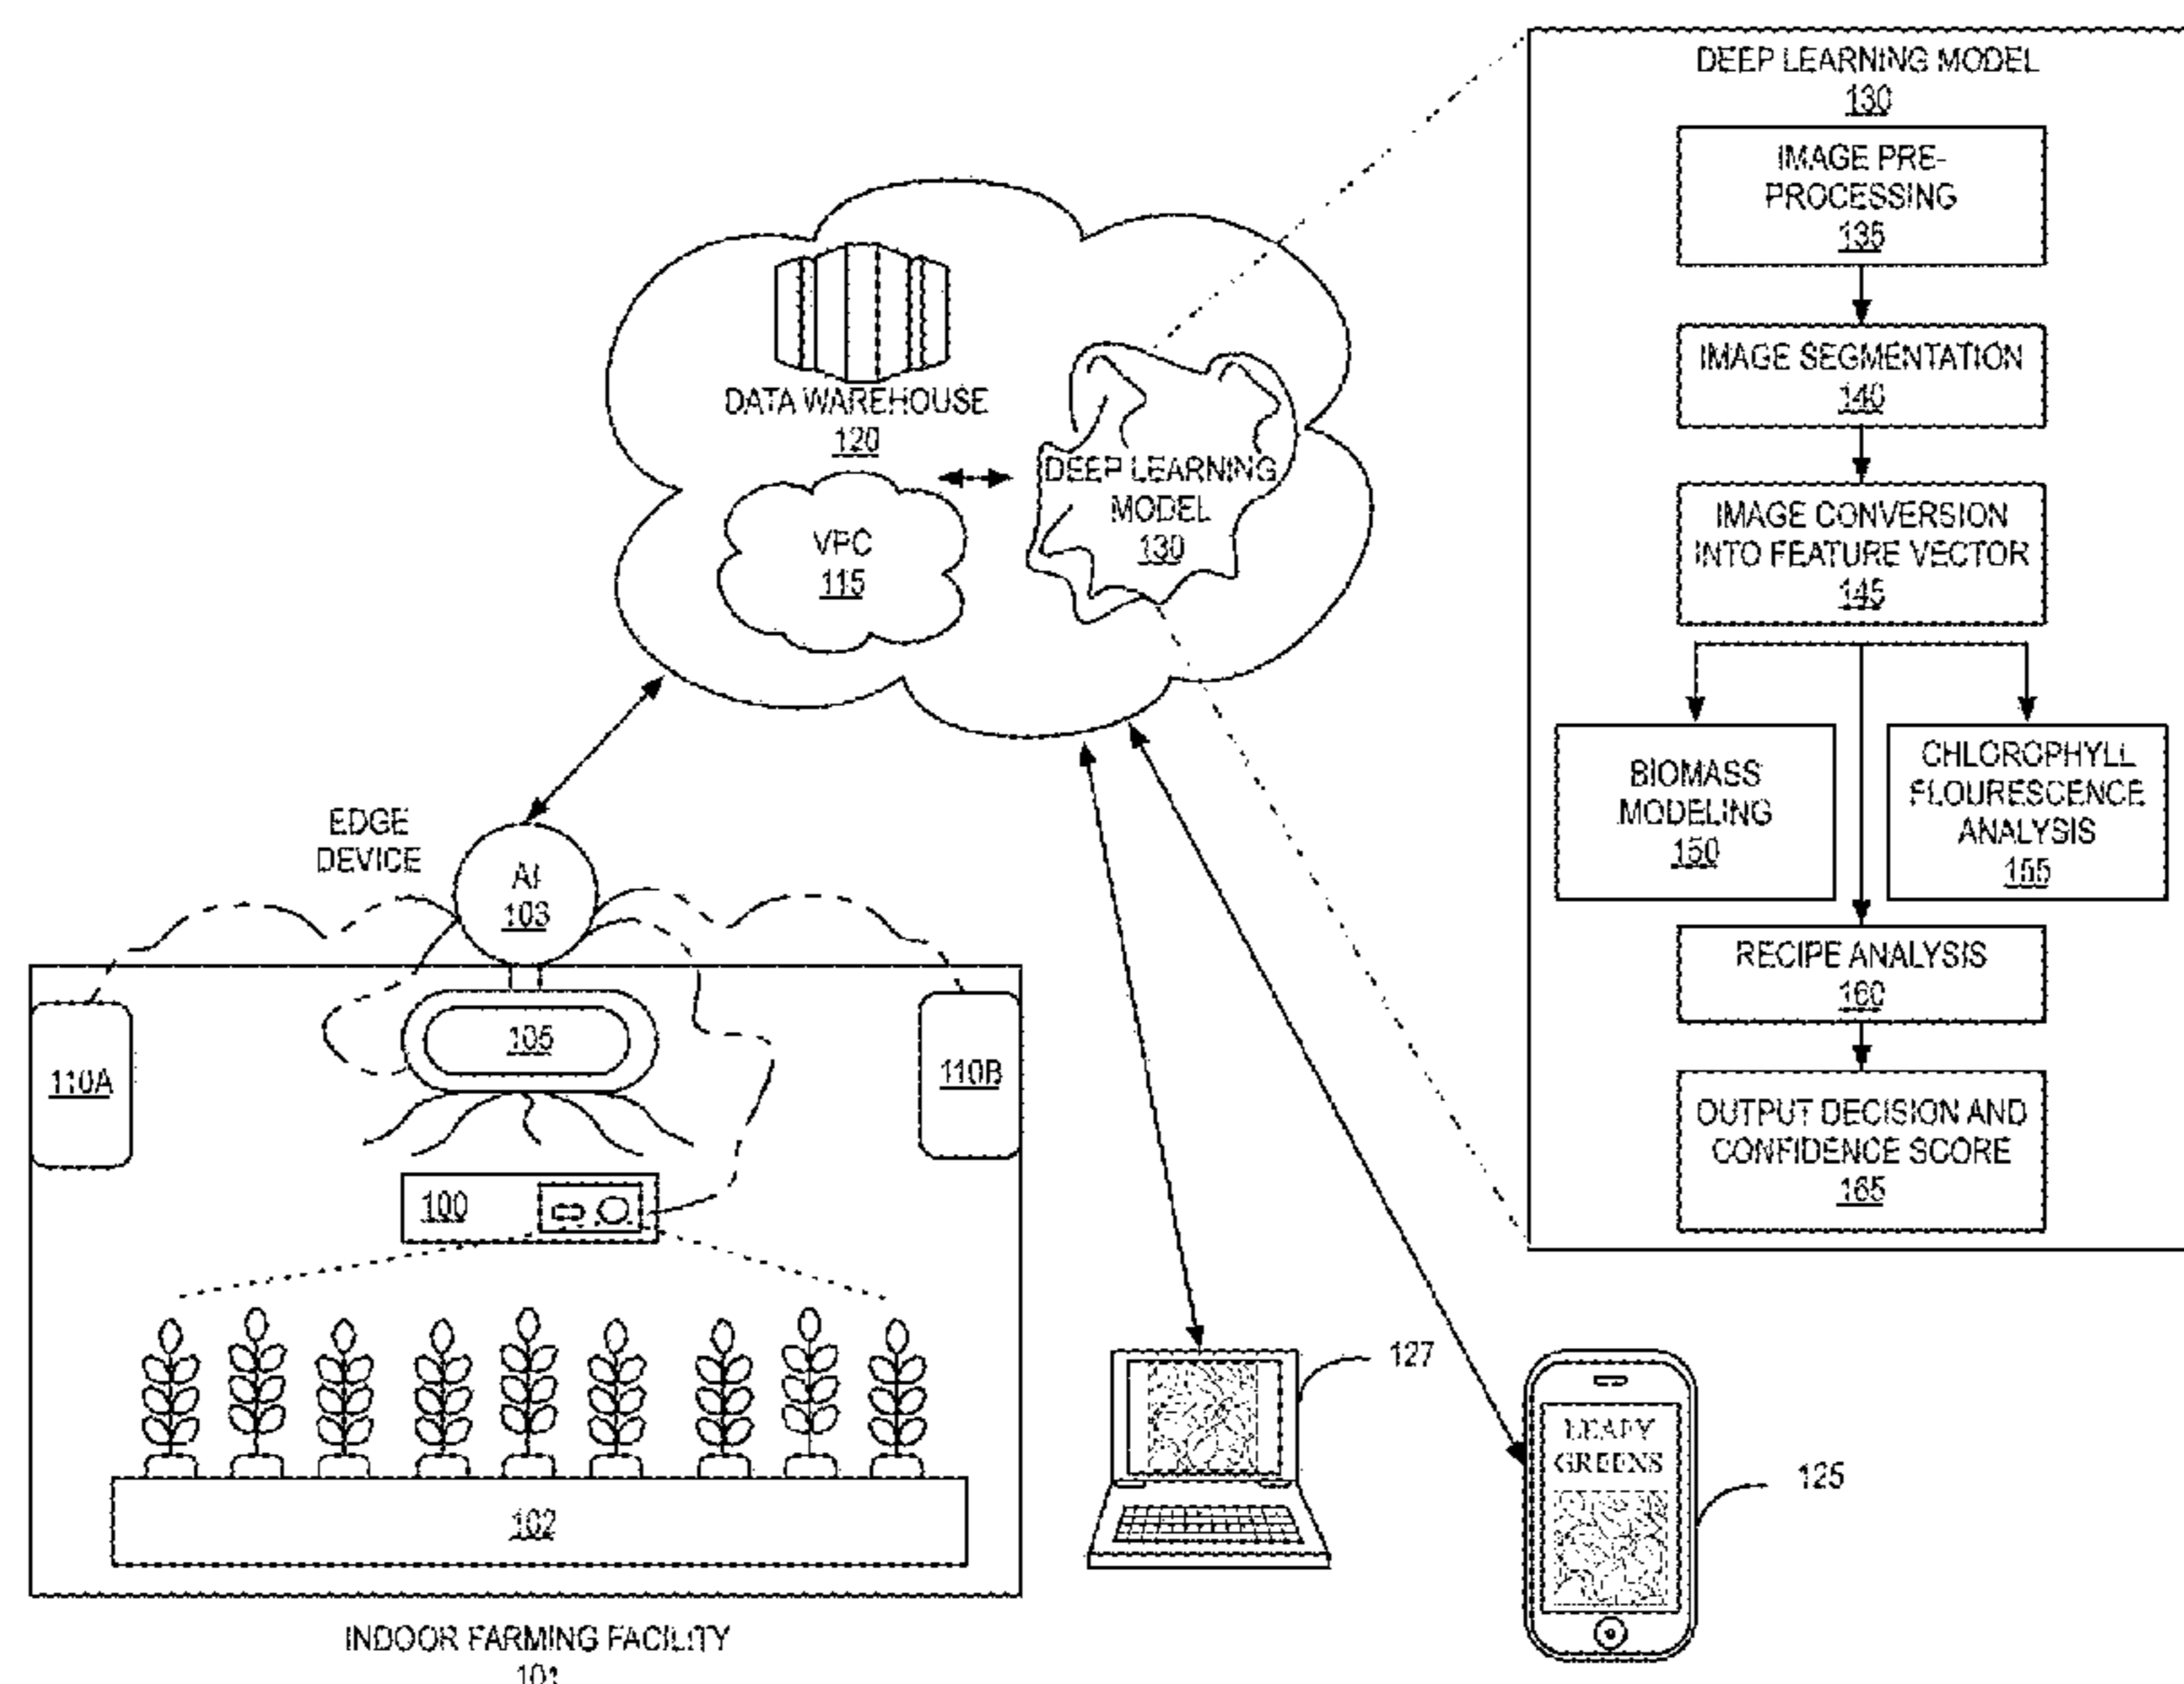 DEEP LEARNING MODEL
130
IMAGE PRE-
PROCESSING
135
IMAGE SEGMENTATION
140
IMAGE CONVERSION
INTO FEATURE VECTOR
145
BIOMASS
MODELING
150
CHLOROPHYLL
FLOURESCENCE
ANALYSIS
155
RECIPE ANALYSIS
160
OUTPUT DECISION AND
CONFIDENCE SCORE
165
DATA WAREHOUSE
120
VPC
115
DEEP LEARNING
MODEL
130
EDGE
DEVICE
AI
103
105
110A
110B
100
102
INDOOR FARMING FACILITY
101
127
LEAFY
GREENS
125